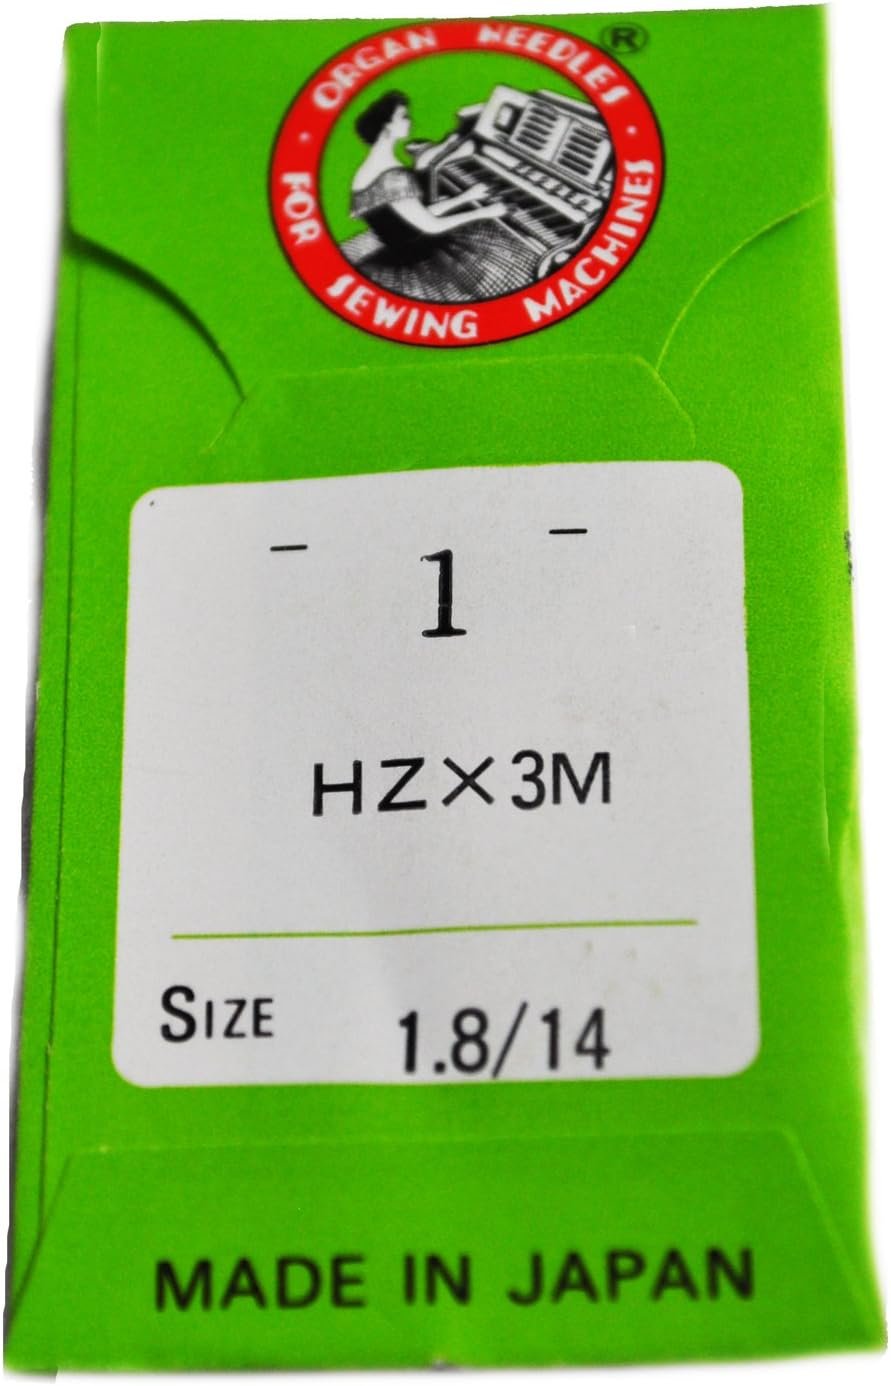 ORGAN NEEDLES ®
· FOR SEWING MACHINES ·
– 1 –
HZ×3M
SIZE 1.8/14
MADE IN JAPAN